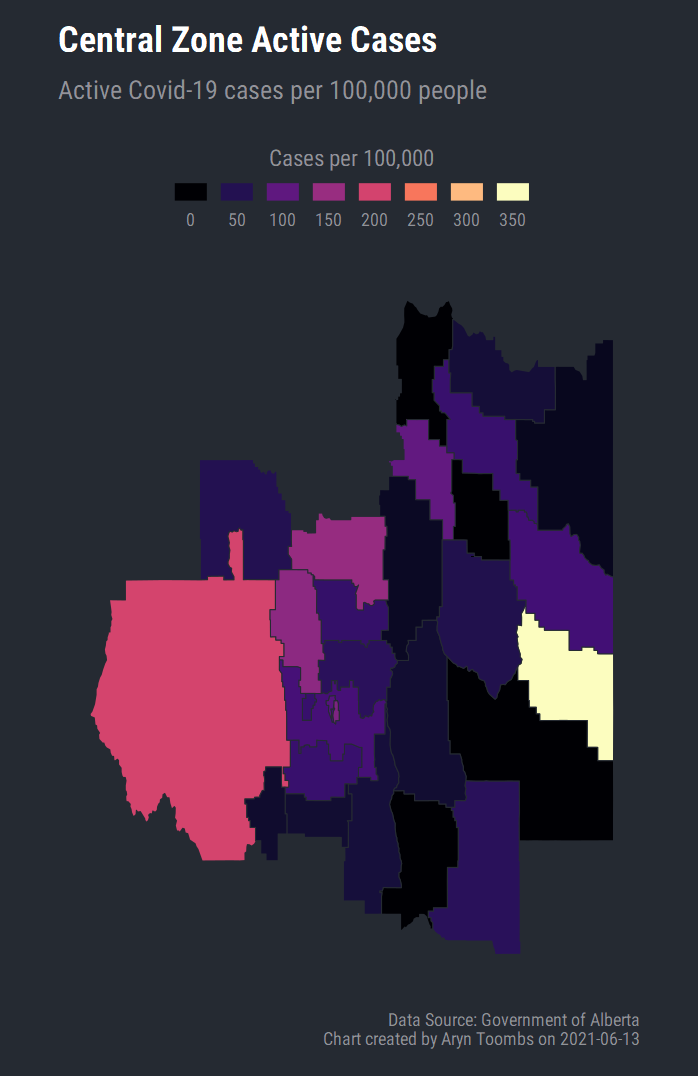 Central Zone Active Cases
Active Covid-19 cases per 100,000 people
Cases per 100,000
0 50 100 150 200 250 300 350
Data Source: Government of Alberta
Chart created by Aryn Toombs on 2021-06-13